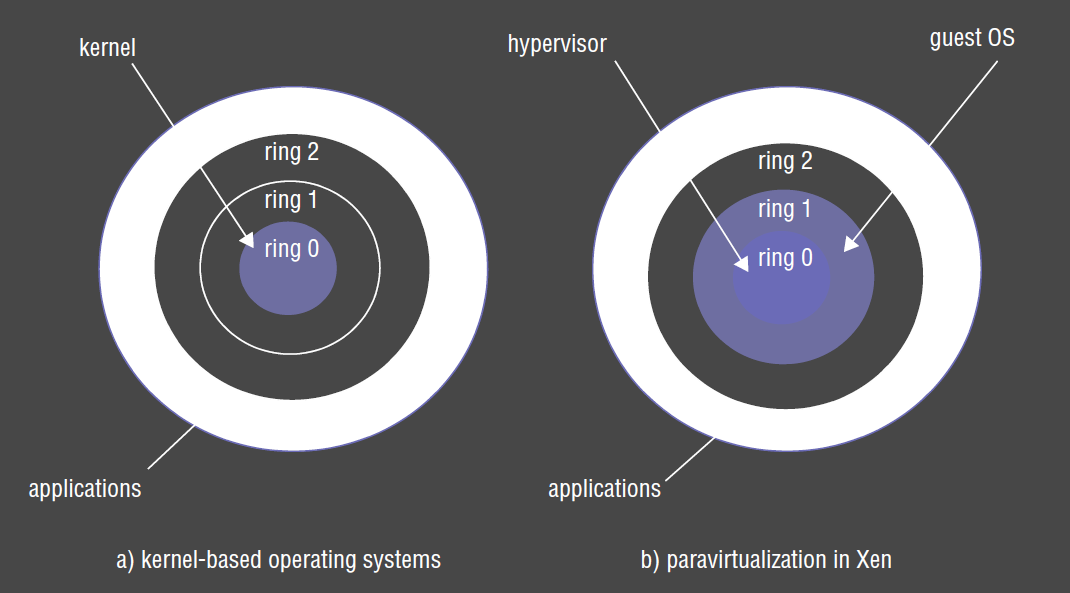 kernel
ring 2
ring 1
ring 0
applications
a) kernel-based operating systems
hypervisor
guest OS
ring 2
ring 1
ring 0
applications
b) paravirtualization in Xen